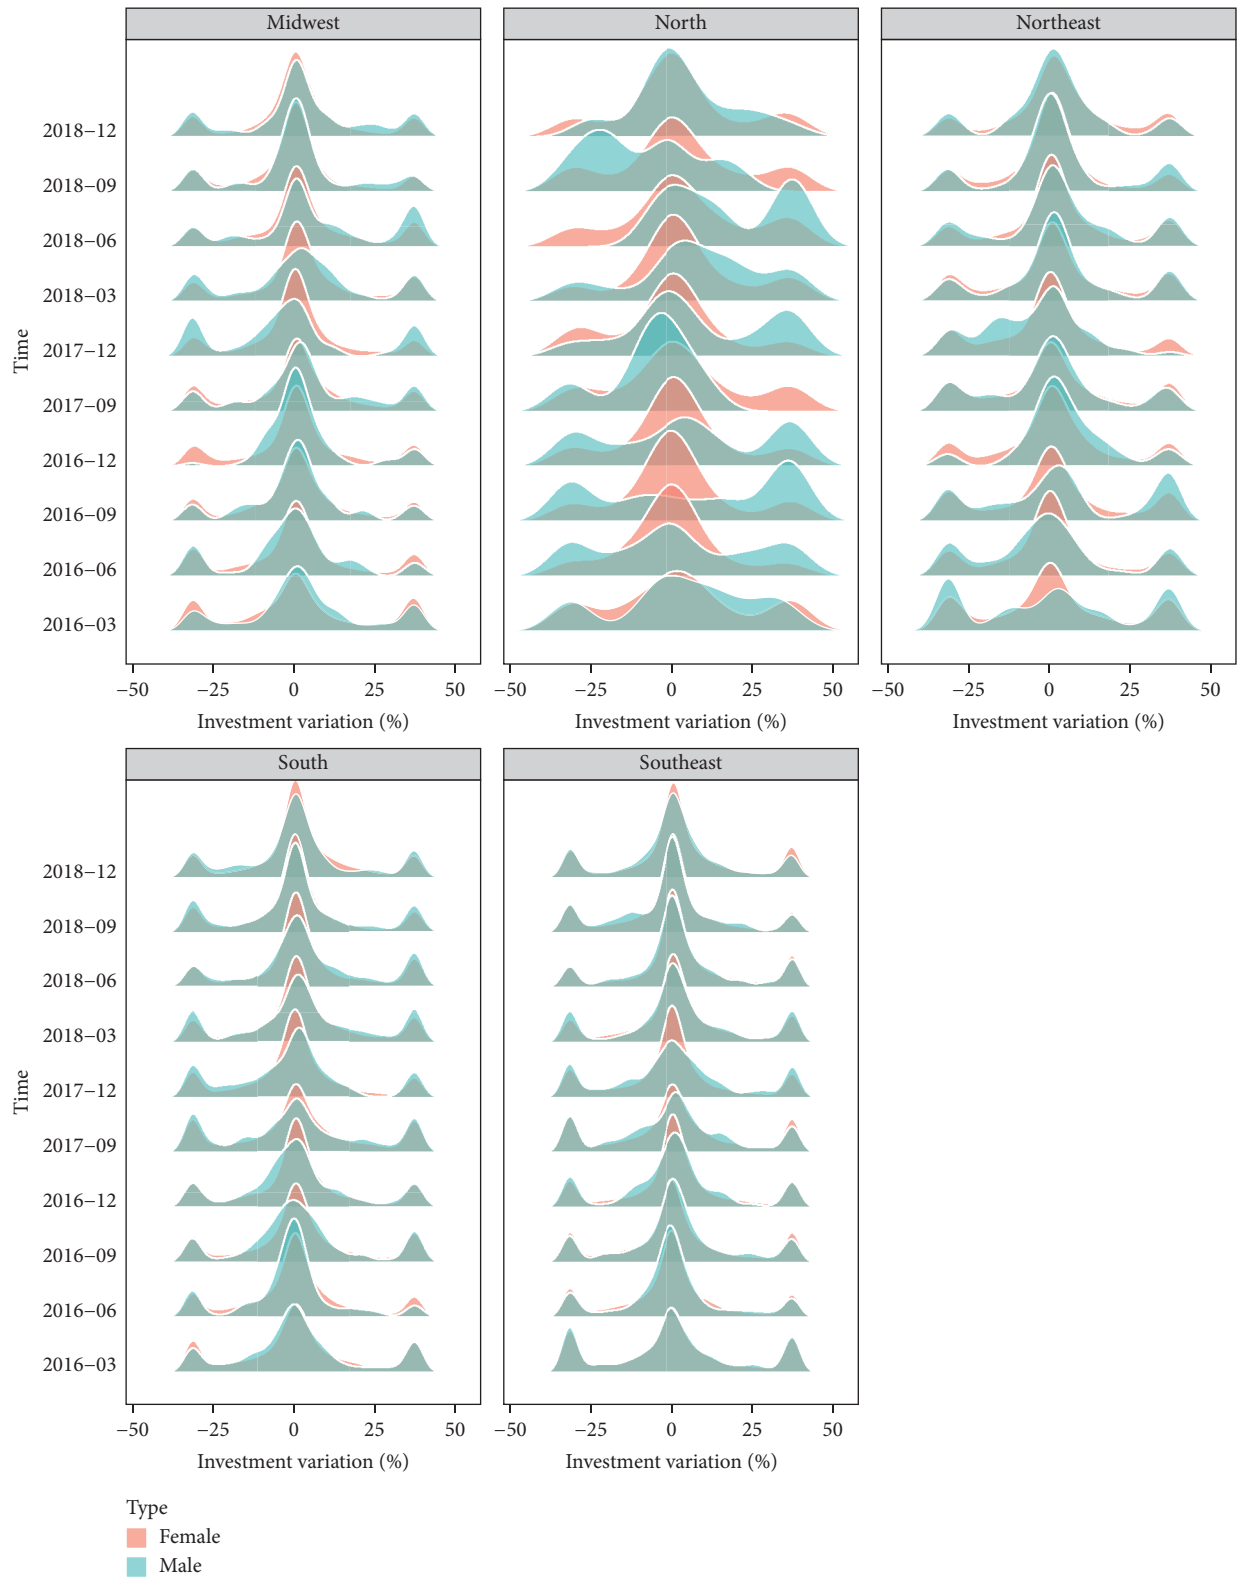 Midwest North Northeast
Time
2018−12
2018−09
2018−06
2018−03
2017−12
2017−09
2016−12
2016−09
2016−06
2016−03
−50 −25 0 25 50 −50 −25 0 25 50 −50 −25 0 25 50
Investment variation (%) Investment variation (%) Investment variation (%)
South Southeast
Time
2018−12
2018−09
2018−06
2018−03
2017−12
2017−09
2016−12
2016−09
2016−06
2016−03
−50 −25 0 25 50 −50 −25 0 25 50
Investment variation (%) Investment variation (%)
Type
Female
Male